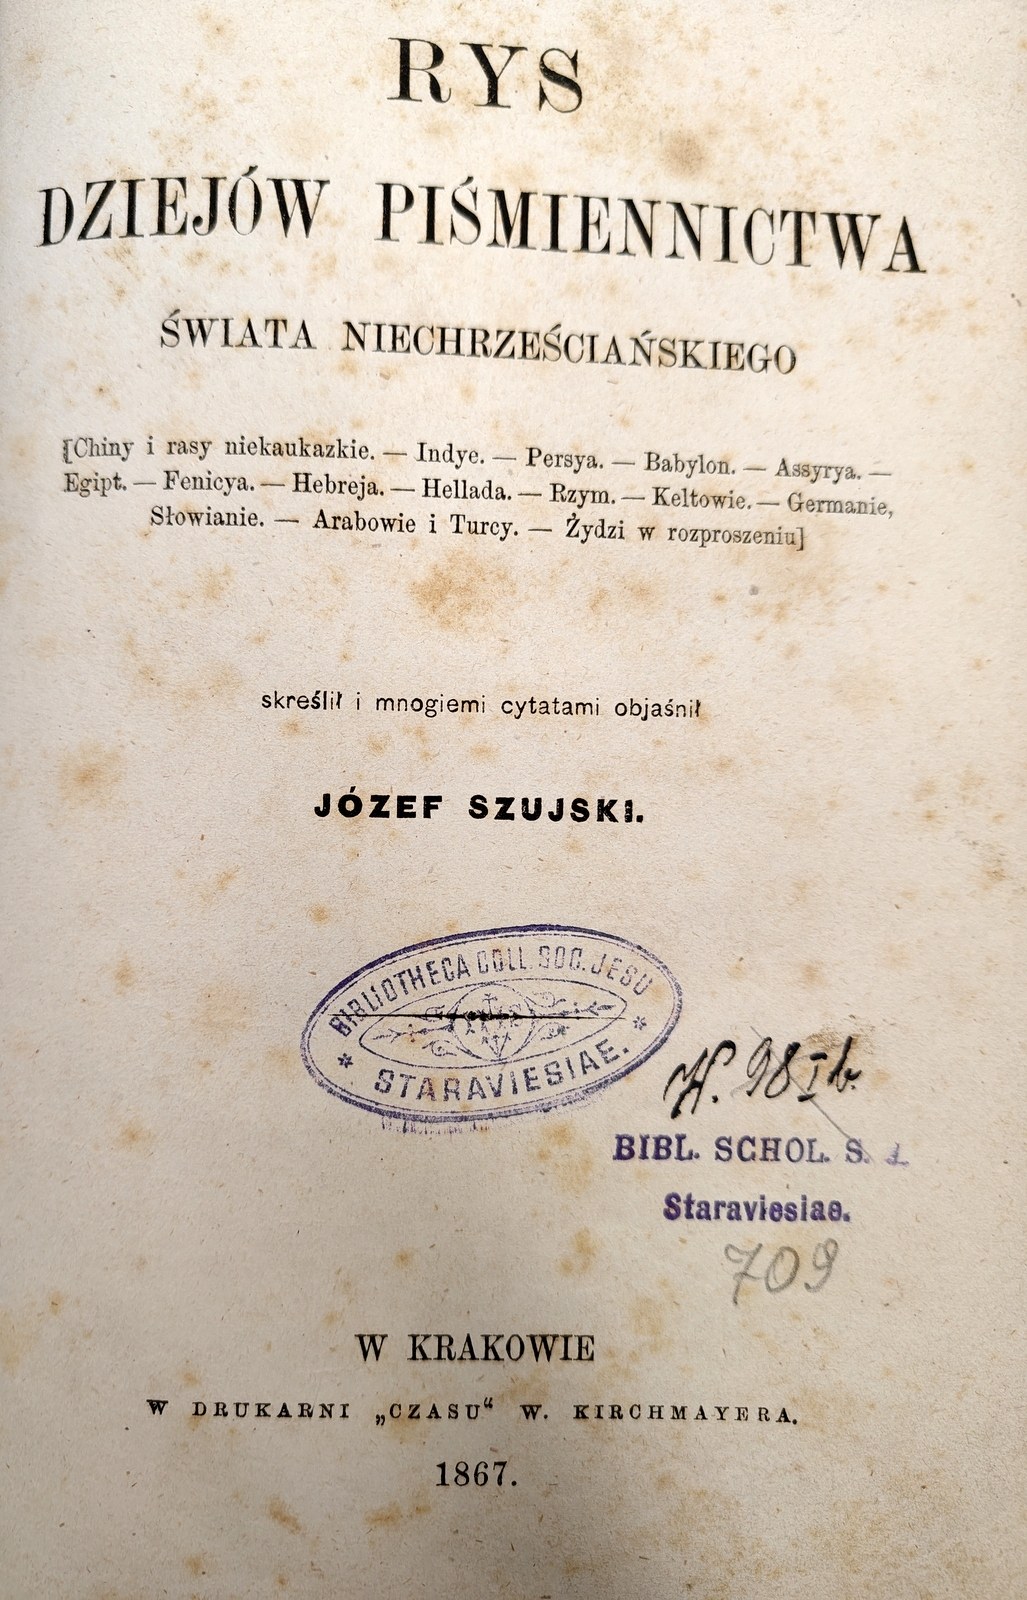 RYS
DZIEJÓW PIŚMIENNICTWA
ŚWIATA NIECHRZEŚCIAŃSKIEGO
[Chiny i rasy niekaukazkie. — Indye. — Persya. — Babylon. — Assyrya. —
Egipt. — Fenicya. — Hebreja. — Hellada. — Rzym. — Keltowie. — Germanie,
Słowianie. — Arabowie i Turcy. — Żydzi w rozproszeniu]
skreślił i mnogiemi cytatami objaśnił
JÓZEF SZUJSKI.
BIBLIOTHECA COLL. SOC. JESU
* STARAVIESIAE. *
98 I b.
BIBL. SCHOL. S. J.
Staraviesiae.
709
W KRAKOWIE
W DRUKARNI „CZASU“ W. KIRCHMAYERA.
1867.